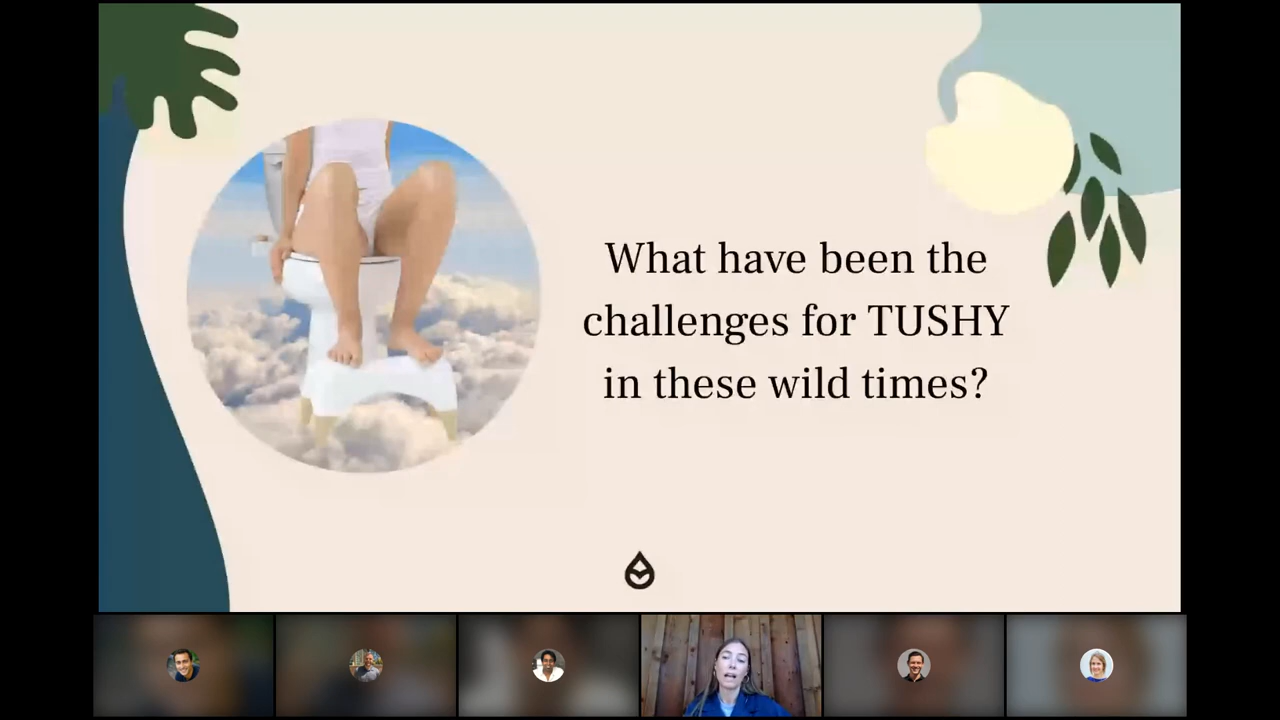 What have been the
challenges for TUSHY
in these wild times?